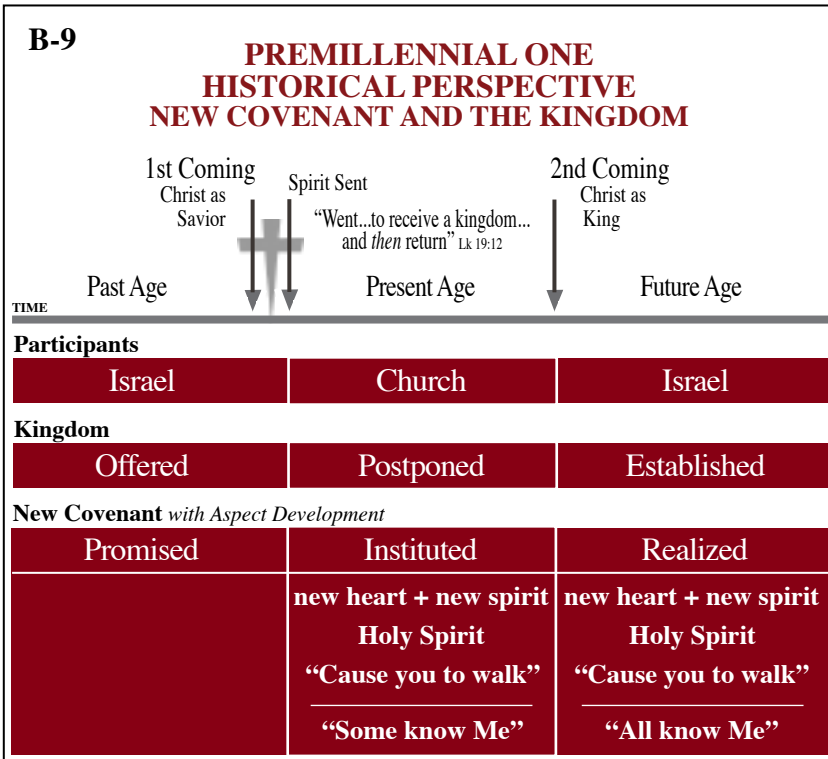 B-9
PREMILLENNIAL ONE
HISTORICAL PERSPECTIVE
NEW COVENANT AND THE KINGDOM
1st Coming
Christ as
Savior
Spirit Sent
“Went...to receive a kingdom...
and then return” Lk 19:12
2nd Coming
Christ as
King
Past Age
Present Age
Future Age
TIME
Participants
Israel
Church
Israel
Kingdom
Offered
Postponed
Established
New Covenant with Aspect Development
Promised
Instituted
Realized
new heart + new spirit
Holy Spirit
“Cause you to walk”
“Some know Me”
new heart + new spirit
Holy Spirit
“Cause you to walk”
“All know Me”